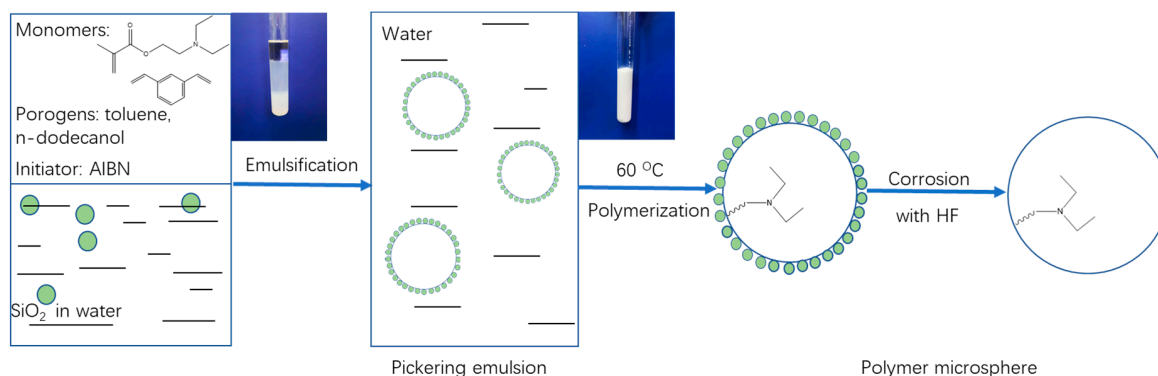 Monomers:
O
O
N
Porogens: toluene,
n-dodecanol
Initiator: AIBN
SiO2 in water
Emulsification
Water
Pickering emulsion
60 OC
Polymerization
N
Corrosion
with HF
N
Polymer microsphere